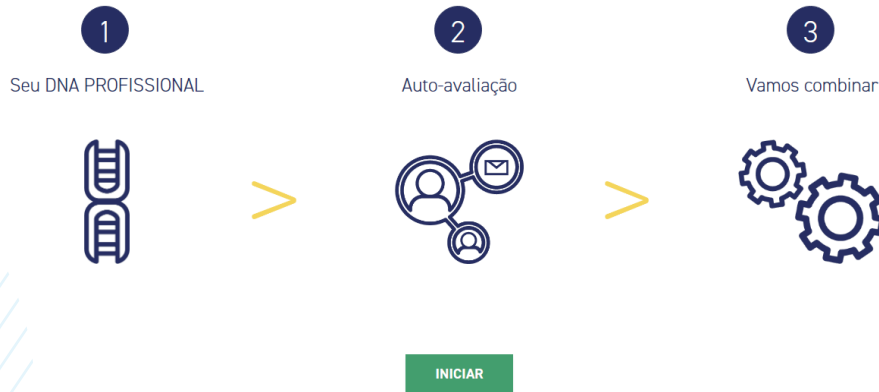 1
2
3
Seu DNA PROFISSIONAL
Auto-avaliação
Vamos combinar
INICIAR